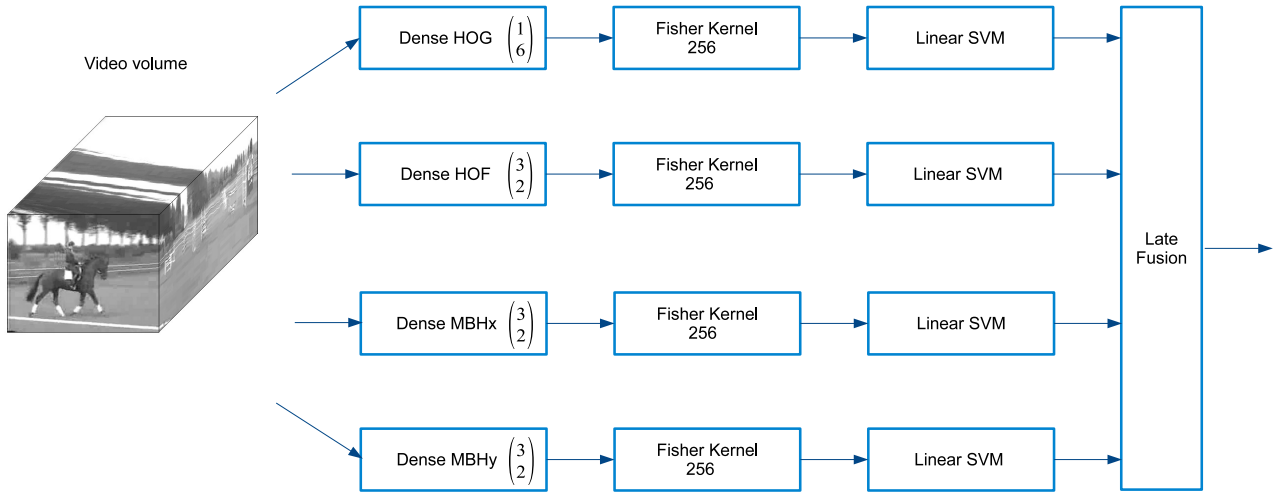 Video volume
Dense HOG (1 6)
Fisher Kernel
256
Linear SVM
Dense HOF (3 2)
Fisher Kernel
256
Linear SVM
Dense MBHx (3 2)
Fisher Kernel
256
Linear SVM
Dense MBHy (3 2)
Fisher Kernel
256
Linear SVM
Late
Fusion